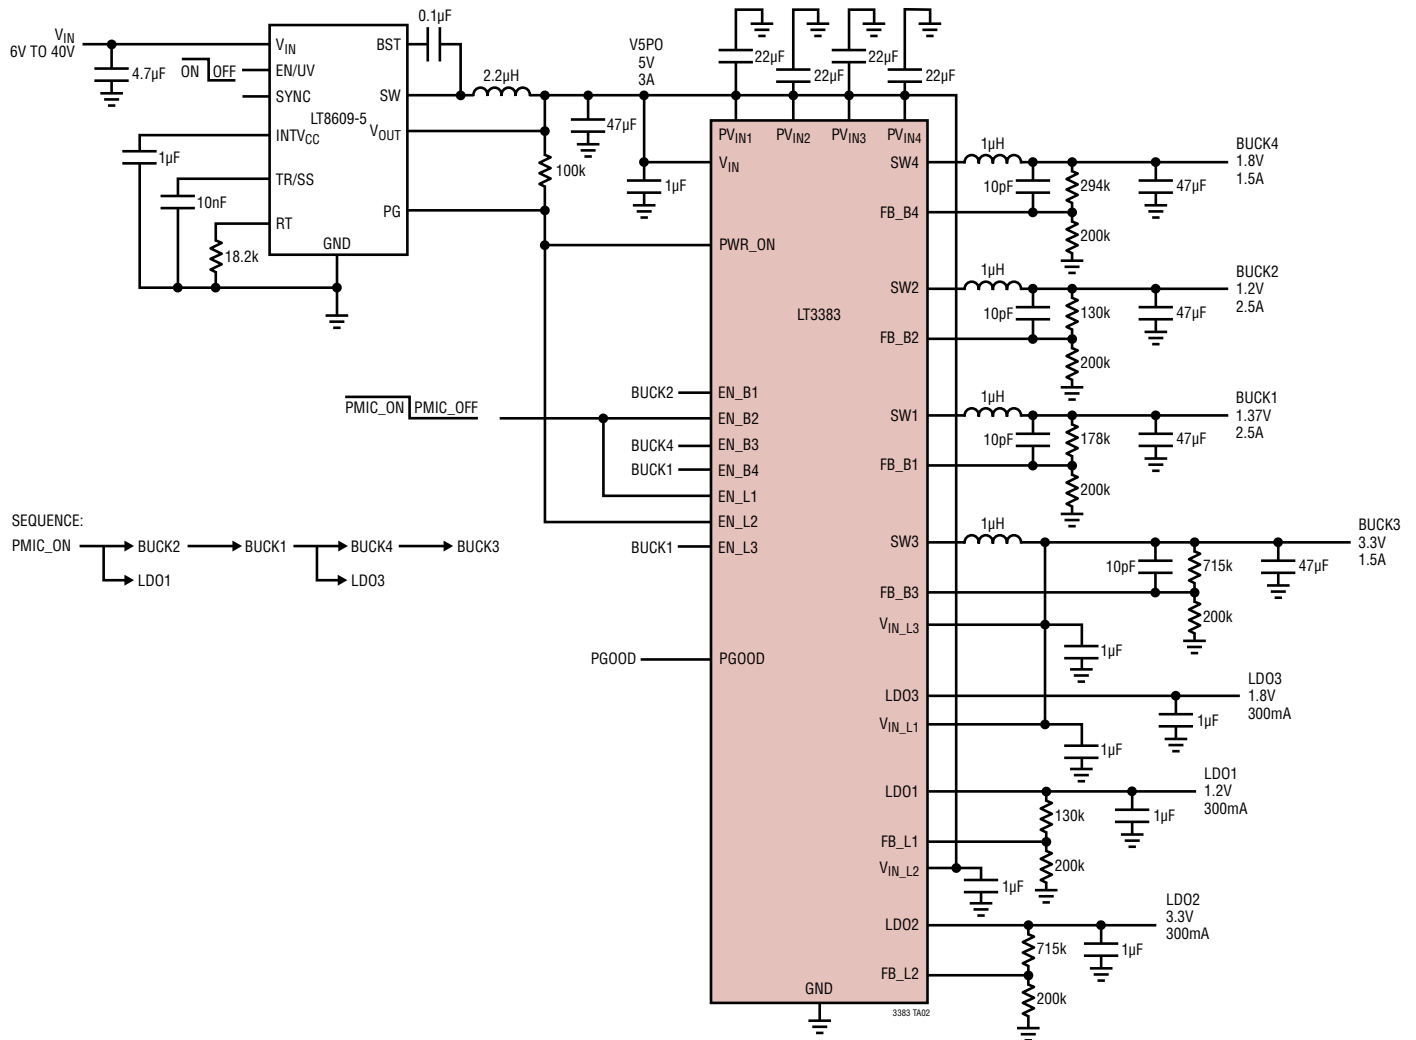 VIN
6V TO 40V
4.7µF
ON OFF
VIN
EN/UV
SYNC
INTVCC
TR/SS
RT
GND
LT8609-5
BST
SW
VOUT
PG
1µF
10nF
18.2k
0.1µF
2.2µH
47µF
100k
V5PO
5V
3A
1µF
22µF
22µF
22µF
22µF
PVIN1 PVIN2 PVIN3 PVIN4
VIN
PWR_ON
LT3383
BUCK2
EN_B1
PMIC_ON PMIC_OFF
EN_B2
BUCK4
EN_B3
BUCK1
EN_B4
EN_L1
EN_L2
BUCK1
EN_L3
SEQUENCE:
PMIC_ON BUCK2 BUCK1 BUCK4 BUCK3
LDO1 LDO3
PGOOD
PGOOD
GND
3383 TA02
SW4
1µH
10pF
294k
47µF
BUCK4
1.8V
1.5A
FB_B4
200k
SW2
1µH
10pF
130k
47µF
BUCK2
1.2V
2.5A
FB_B2
200k
SW1
1µH
10pF
178k
47µF
BUCK1
1.37V
2.5A
FB_B1
200k
SW3
1µH
10pF
715k
47µF
BUCK3
3.3V
1.5A
FB_B3
200k
VIN_L3
1µF
LDO3
LDO3
1.8V
300mA
1µF
VIN_L1
1µF
LDO1
LDO1
1.2V
300mA
130k
1µF
FB_L1
200k
VIN_L2
1µF
LDO2
LDO2
3.3V
300mA
715k
1µF
FB_L2
200k